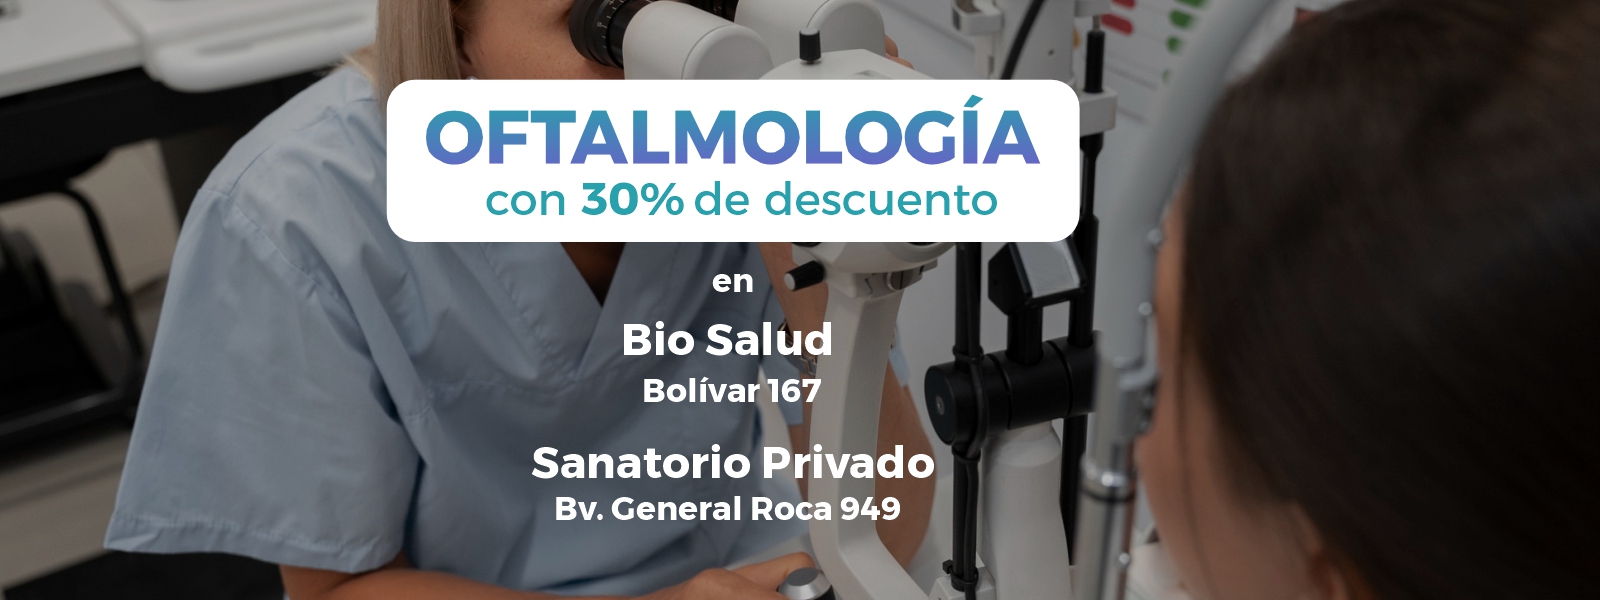 OFTALMOLOGÍA
con 30% de descuento
en
Bio Salud
Bolívar 167
Sanatorio Privado
Bv. General Roca 949